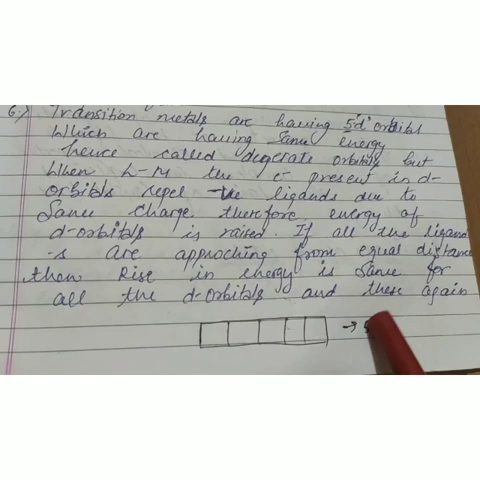 6.) Transition metals are having 5'd' orbitals
Which are having same energy
hence called degerate orbitals but
When L-M the e- present in d-
orbitals repel the ligands due to
Same charge. therefore, energy of
d-orbitals is raised. If all the ligand
-s are approching from equal distance
then Rise in energy is same for
all the d-orbitals and these again
→ 5